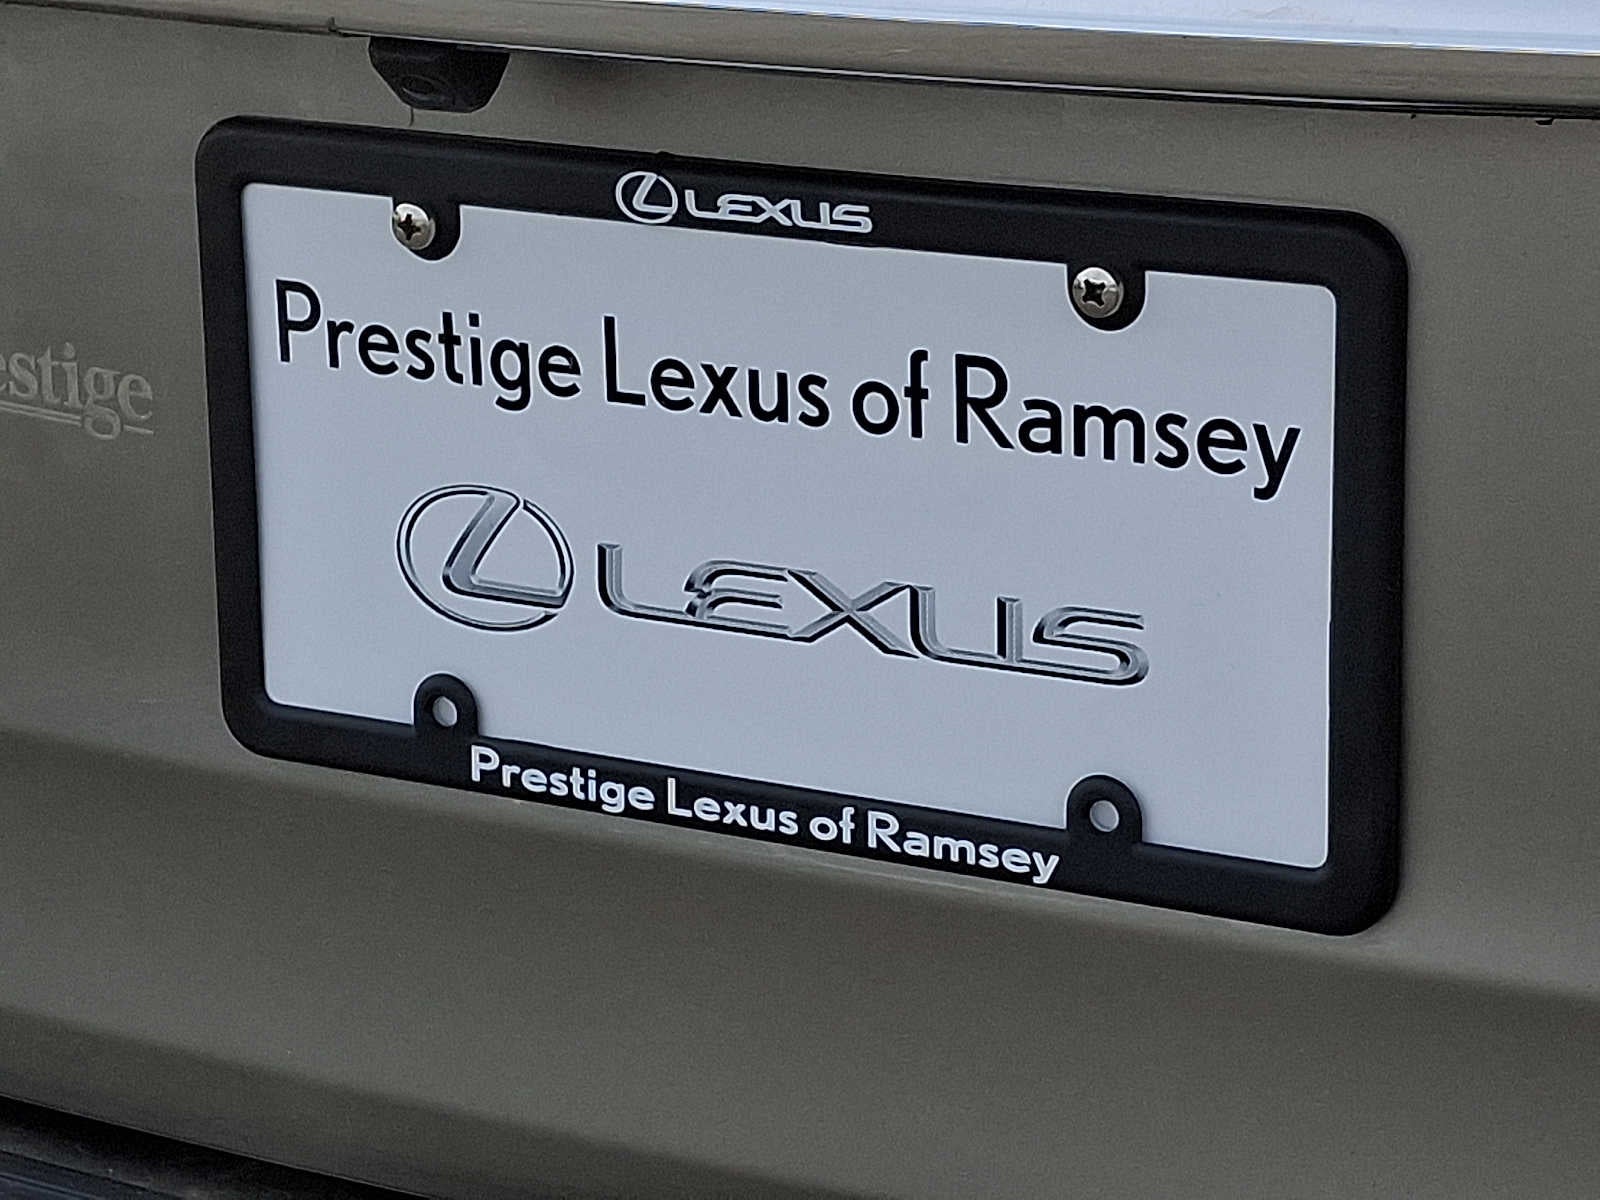 LEXUS
Prestige Lexus of Ramsey
LEXUS
Prestige Lexus of Ramsey
estige